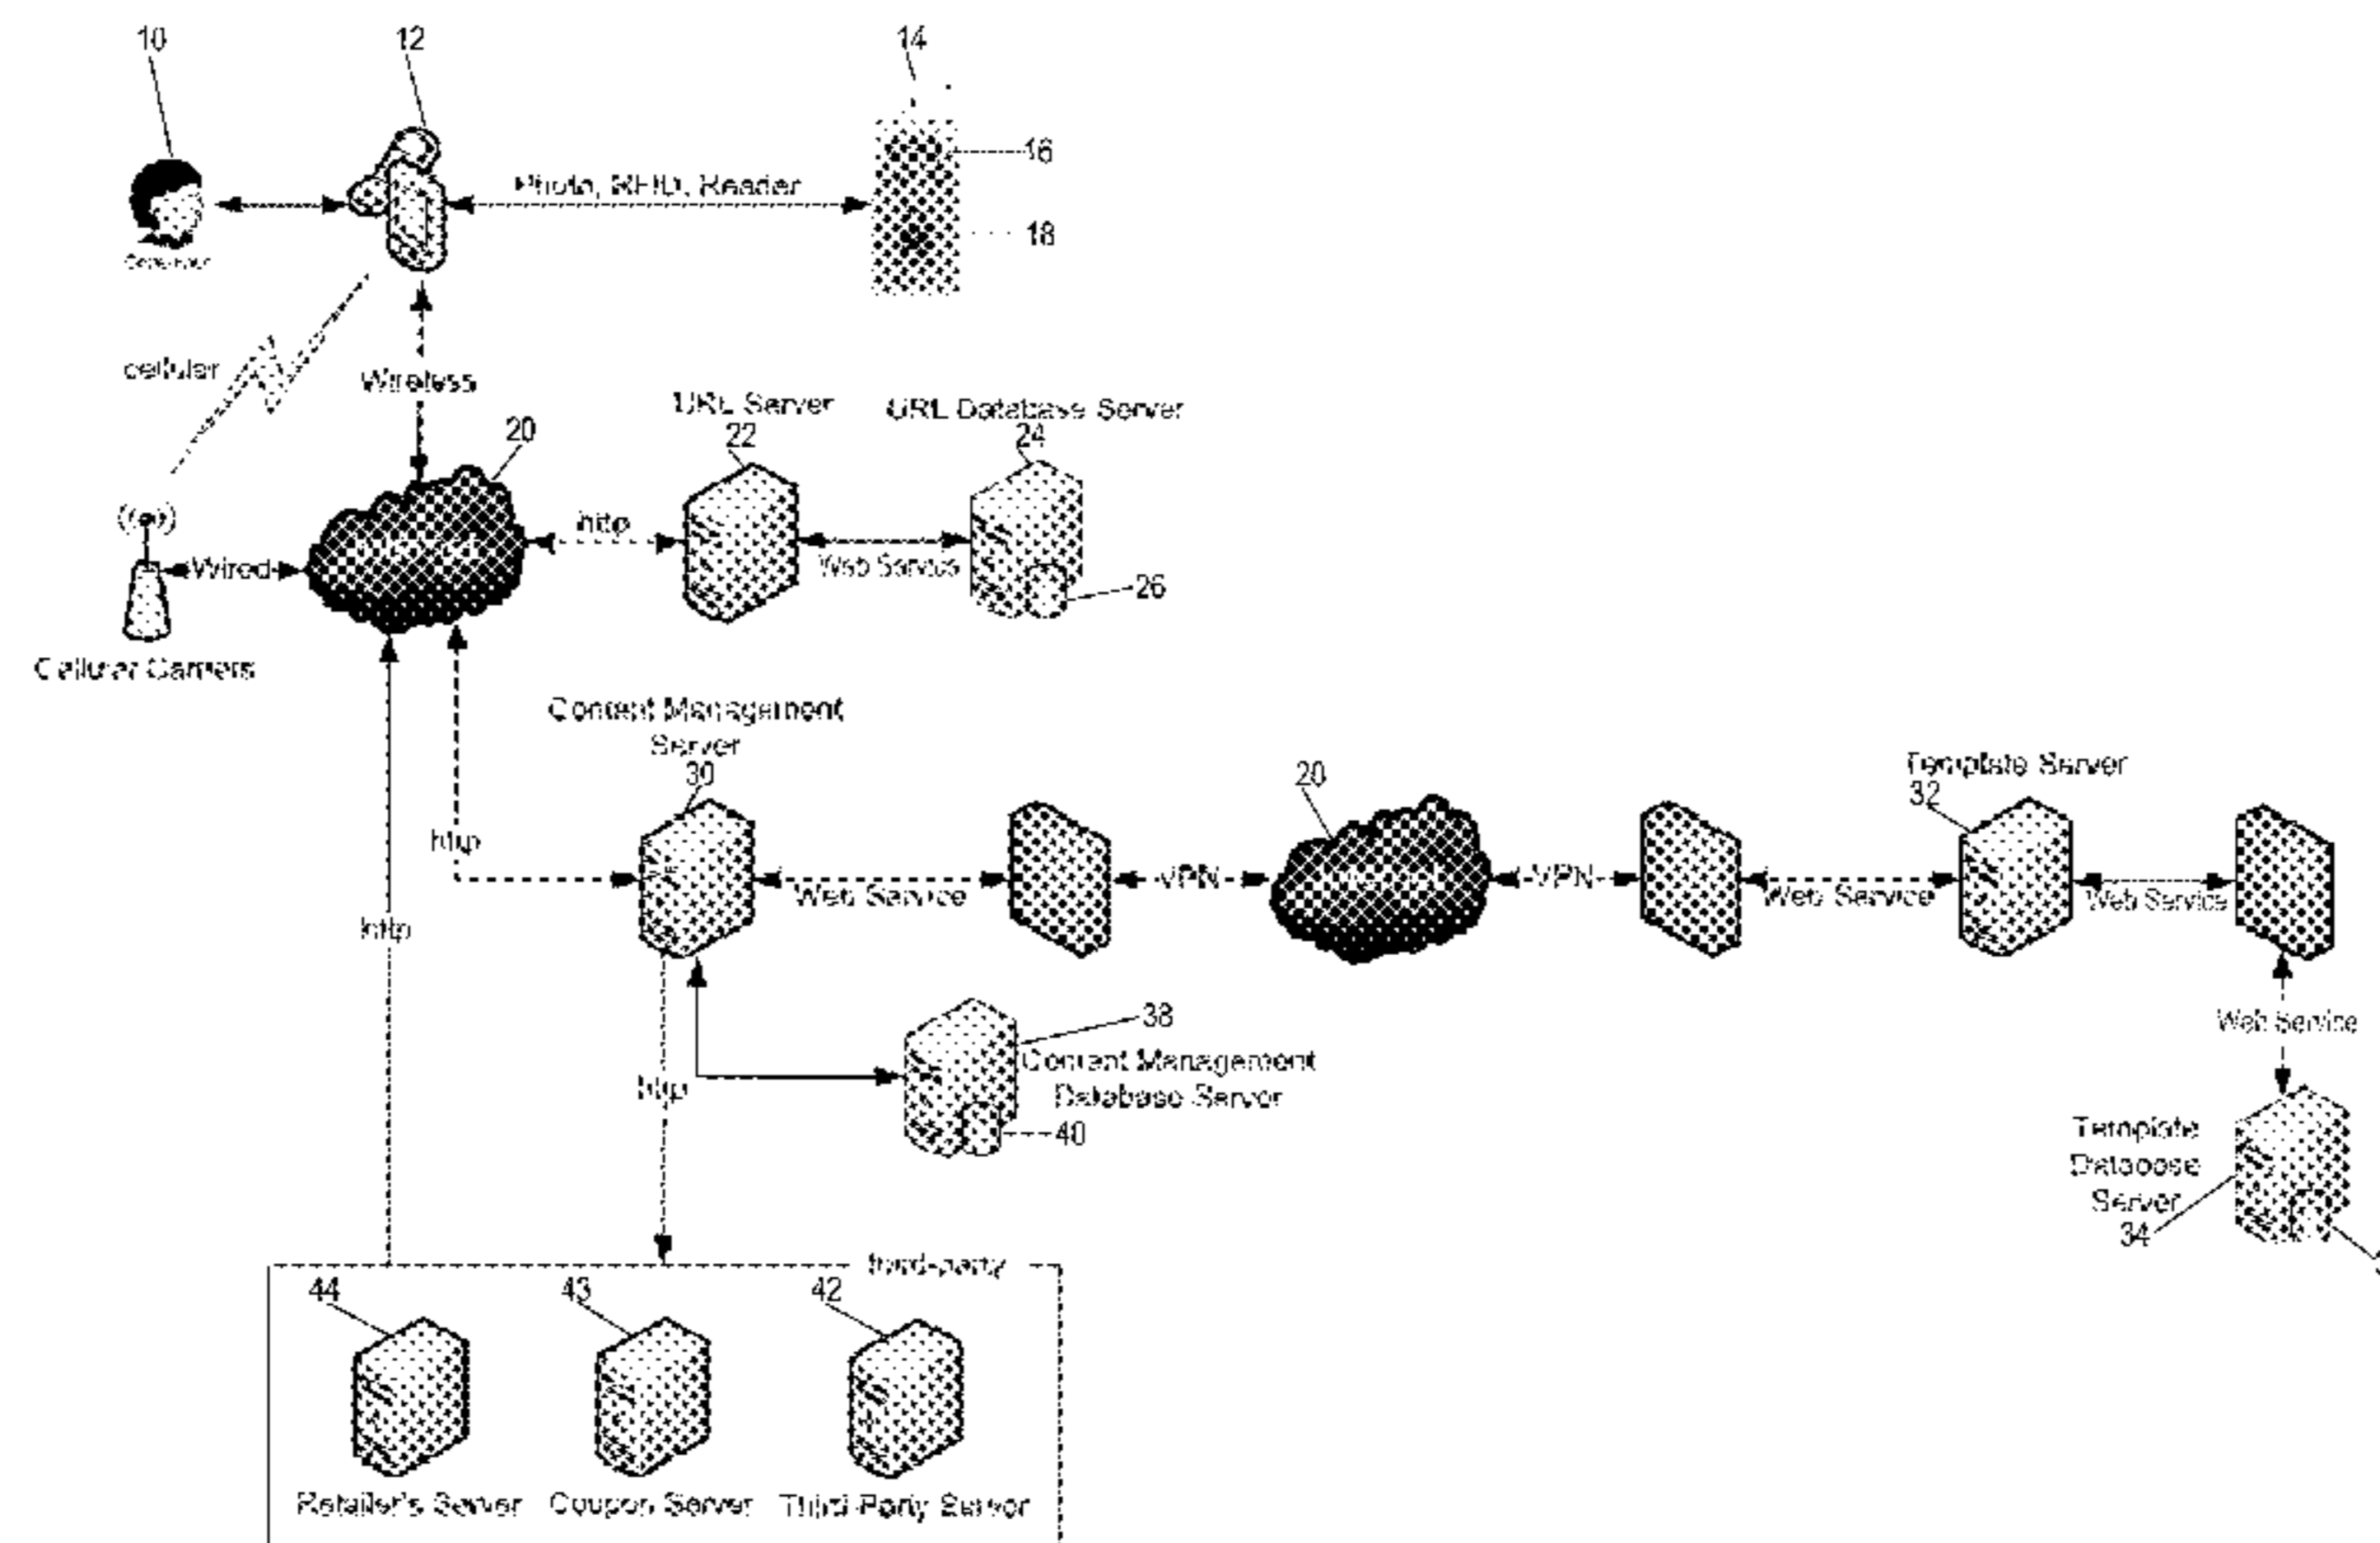 10
12
14
16
Photo, RFID, Reader
18
cellular
Wireless
URL Server
22
URL Database Server
24
20
http
Wired
Web Service
26
Cellular Carriers
Content Management
Server
30
20
Template Server
32
http
Web Service
VPN
VPN
Web Service
Web Service
http
38
Web Service
Content Management
Database Server
http
40
Template
Database
Server
34
third-party
44
43
42
Retailer's Server
Coupon Server
Third-Party Server